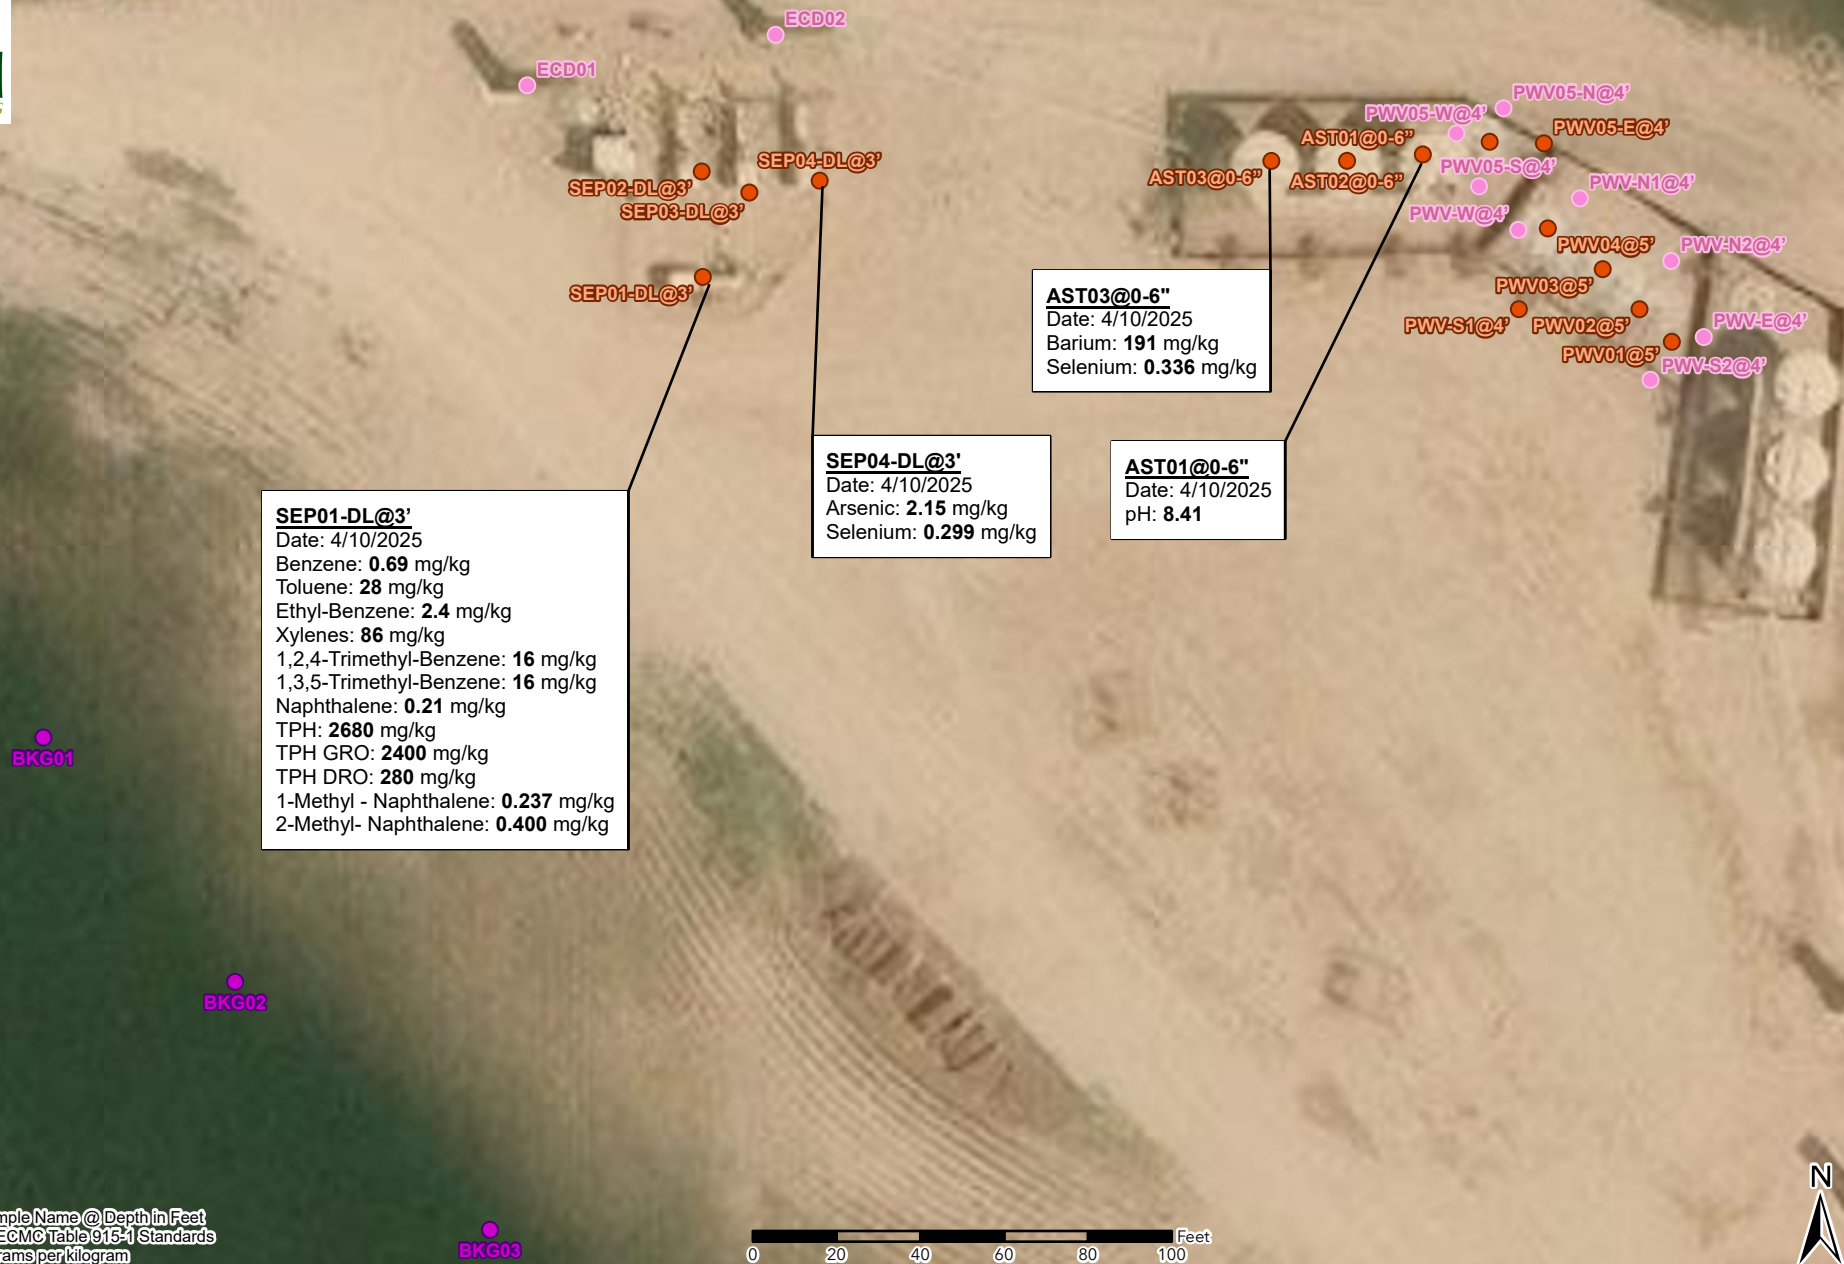 ECD02
ECD01
PWV05-N@4’
PWV05-W@4’
PWV05-E@4’
AST01@0-6”
SEP04-DL@3’
PWV05-S@4’
AST03@0-6”
AST02@0-6”
PWV-N1@4’
SEP02-DL@3’
SEP03-DL@3’
PWV-W@4’
PWV04@5’
PWV-N2@4’
PWV03@5’
SEP01-DL@3’
PWV-S1@4’
PWV02@5’
PWV-E@4’
PWV01@5’
PWV-S2@4’
AST03@0-6"
Date: 4/10/2025
Barium: 191 mg/kg
Selenium: 0.336 mg/kg
SEP04-DL@3'
Date: 4/10/2025
Arsenic: 2.15 mg/kg
Selenium: 0.299 mg/kg
AST01@0-6"
Date: 4/10/2025
pH: 8.41
SEP01-DL@3’
Date: 4/10/2025
Benzene: 0.69 mg/kg
Toluene: 28 mg/kg
Ethyl-Benzene: 2.4 mg/kg
Xylenes: 86 mg/kg
1,2,4-Trimethyl-Benzene: 16 mg/kg
1,3,5-Trimethyl-Benzene: 16 mg/kg
Naphthalene: 0.21 mg/kg
TPH: 2680 mg/kg
TPH GRO: 2400 mg/kg
TPH DRO: 280 mg/kg
1-Methyl - Naphthalene: 0.237 mg/kg
2-Methyl- Naphthalene: 0.400 mg/kg
BKG01
BKG02
BKG03
N
Name @ Depth in Feet
ECMC Table 915-1 Standards
per kilogram
Feet
0 20 40 60 80 100